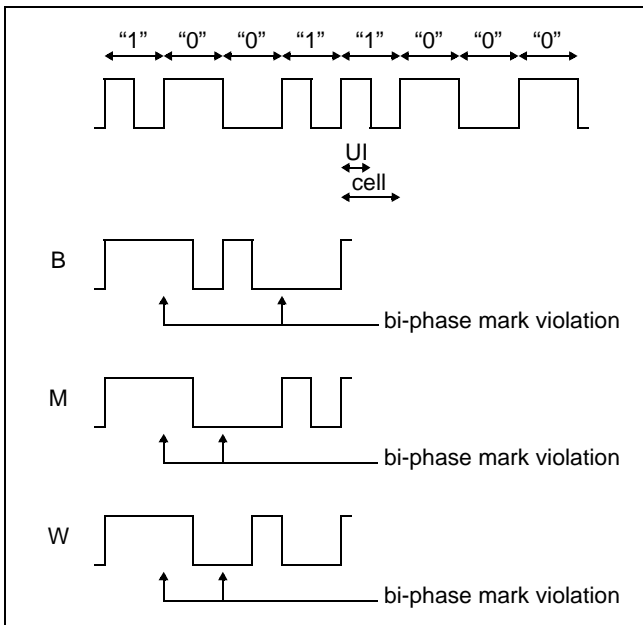 “1” “0” “0” “1” “1” “0” “0” “0”
UI
cell
B
bi-phase mark violation
M
bi-phase mark violation
W
bi-phase mark violation